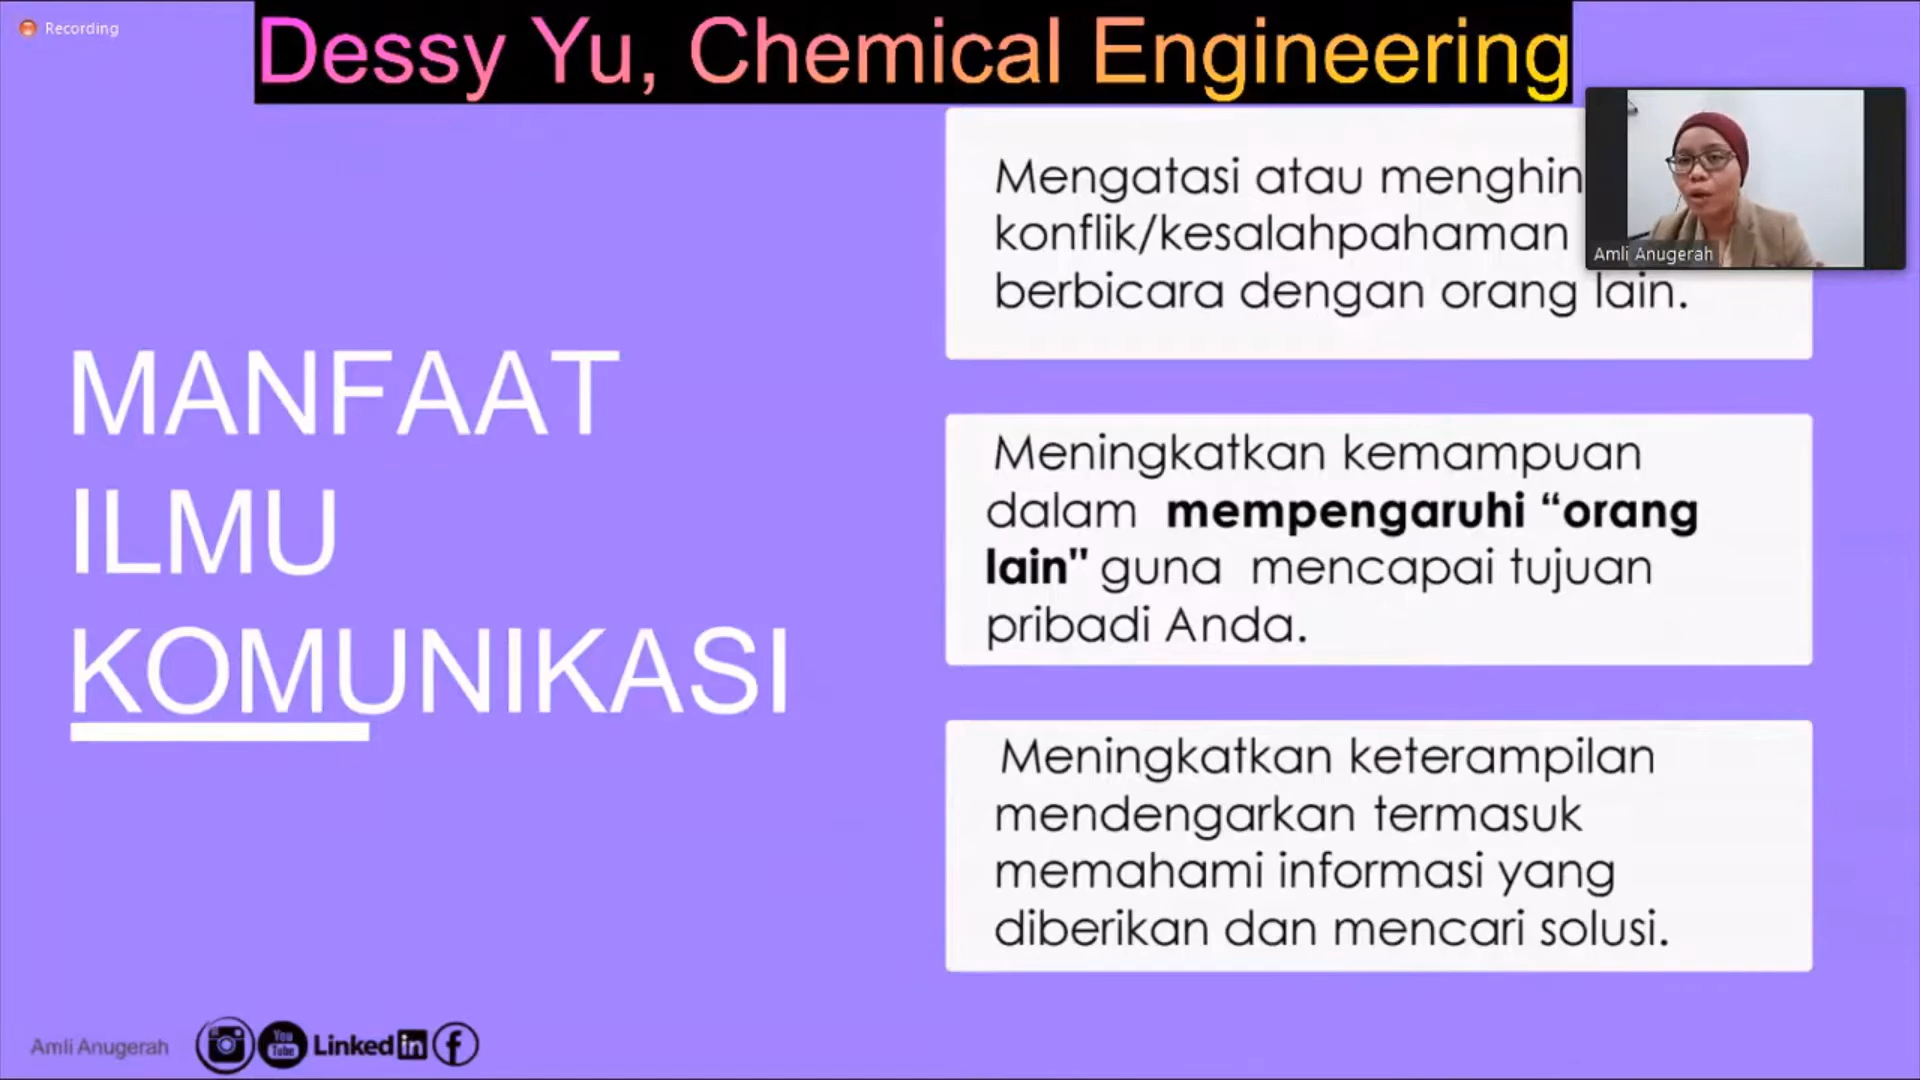 Recording
Dessy Yu, Chemical Engineering
MANFAAT
ILMU
KOMUNIKASI
Mengatasi atau menghin
konflik/kesalahpahaman
berbicara dengan orang lain.
Meningkatkan kemampuan
dalam mempengaruhi “orang
lain" guna mencapai tujuan
pribadi Anda.
Meningkatkan keterampilan
mendengarkan termasuk
memahami informasi yang
diberikan dan mencari solusi.
Amli Anugerah
Amli Anugerah
You
Tube
Linked in
f